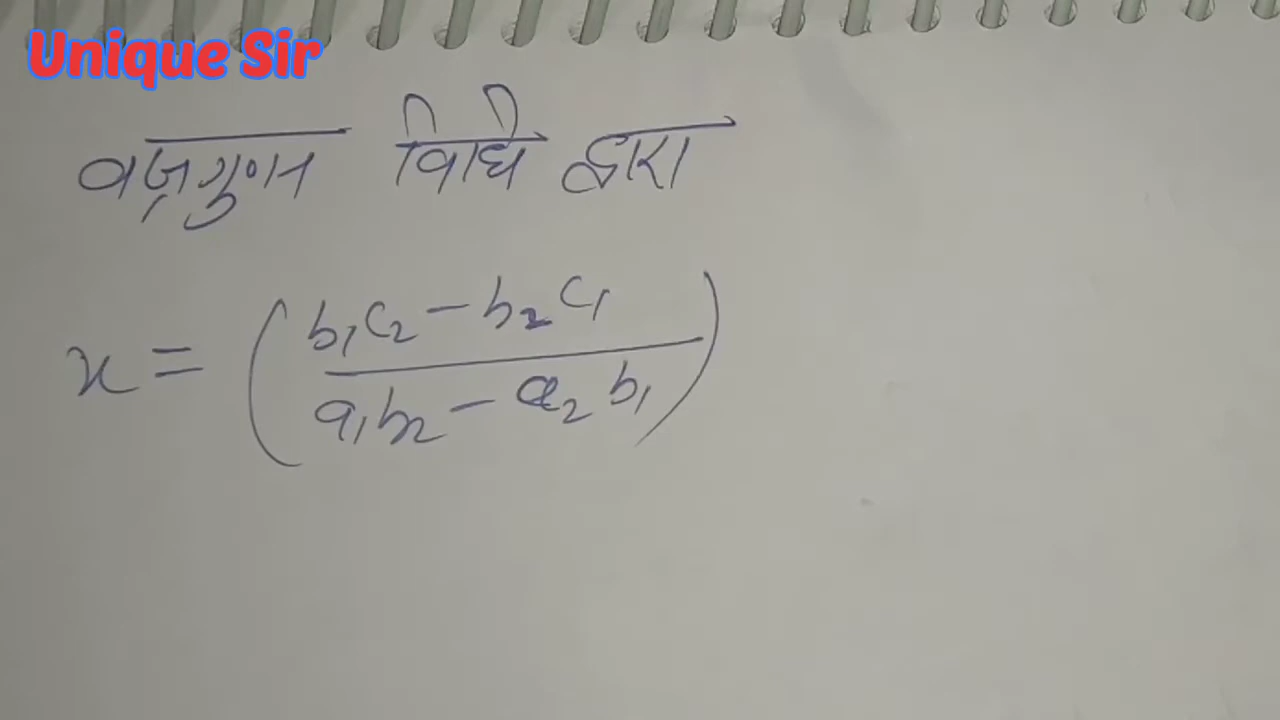 Unique Sir
वज्रगुणन विधि द्वारा
x = ( b₁c₂ - b₂c₁ / a₁b₂ - a₂b₁ )